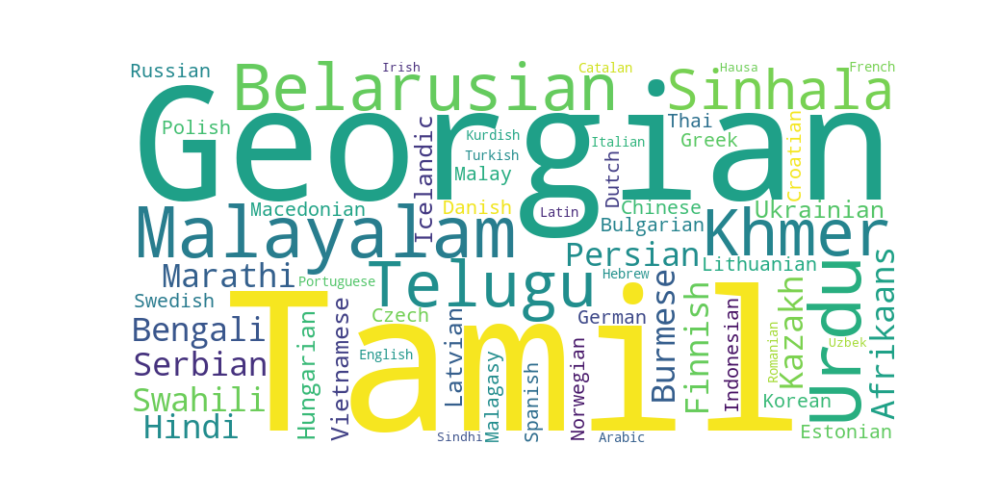 Russian
Irish
Catalan
Hausa
French
Belarusian
Sinhala
Georgian
Polish
Icelandic
Kurdish
Turkish
Malay
Italian
Dutch
Thai
Greek
Croatian
Macedonian
Danish
Latin
Chinese
Ukrainian
Malayalam
Bulgarian
Khmer
Persian
Marathi
Portuguese
Telugu
Hebrew
Lithuanian
Urdu
Afrikaans
Swedish
Tamil
Bengali
Hungarian
Vietnamese
Czech
Latvian
German
Burmese
Finnish
Indonesian
Kazakh
Romanian
Uzbek
Serbian
English
Malagasy
Spanish
Norwegian
Swahili
Korean
Hindi
Sindhi
Arabic
Estonian